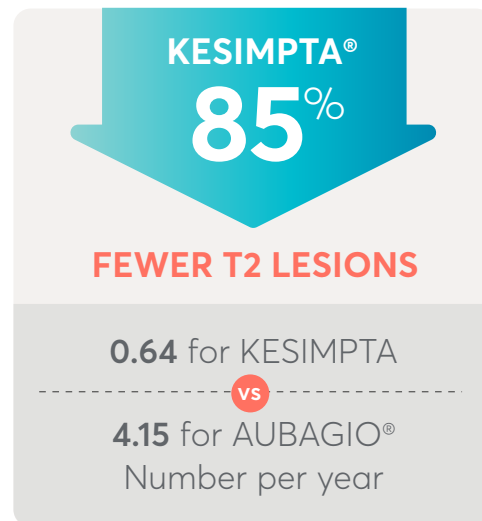 KESIMPTA®
85%
FEWER T2 LESIONS
0.64 for KESIMPTA
VS
4.15 for AUBAGIO®
Number per year